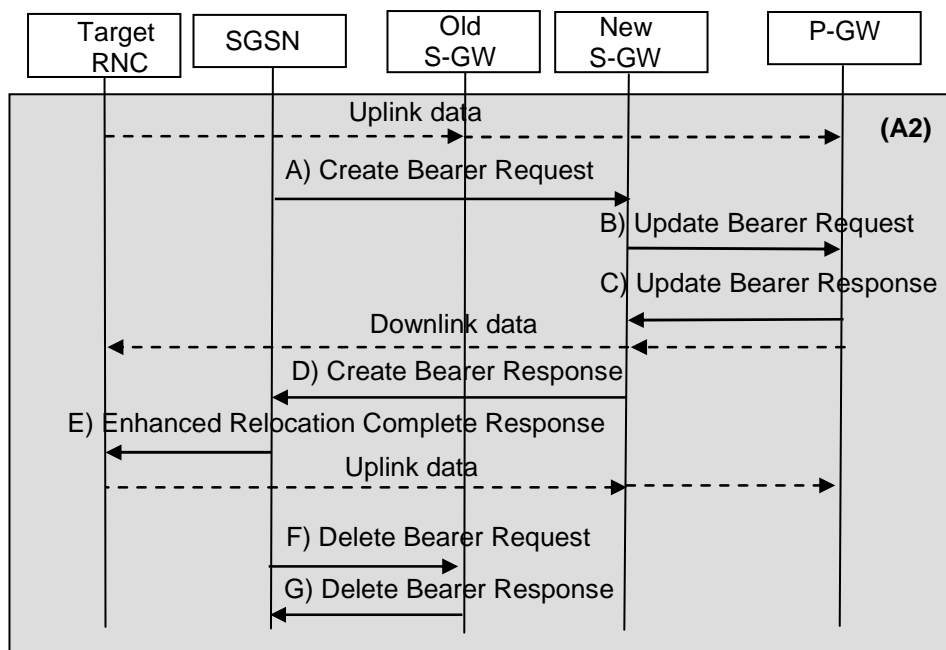 Target
RNC
SGSN
Old
S-GW
New
S-GW
P-GW
Uplink data
(A2)
A) Create Bearer Request
B) Update Bearer Request
C) Update Bearer Response
Downlink data
D) Create Bearer Response
E) Enhanced Relocation Complete Response
Uplink data
F) Delete Bearer Request
G) Delete Bearer Response